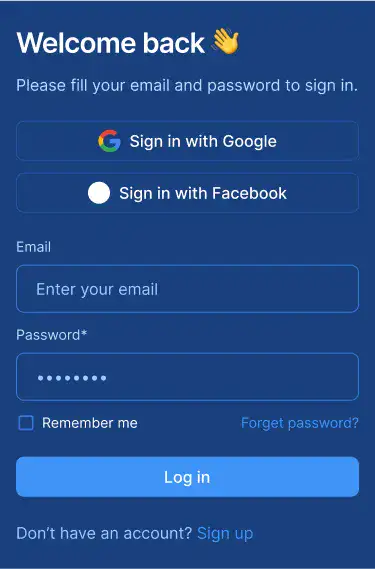 Welcome back 👋
Please fill your email and password to sign in.
Sign in with Google
Sign in with Facebook
Email
Enter your email
Password*
••••••••
Remember me Forget password?
Log in
Don’t have an account? Sign up